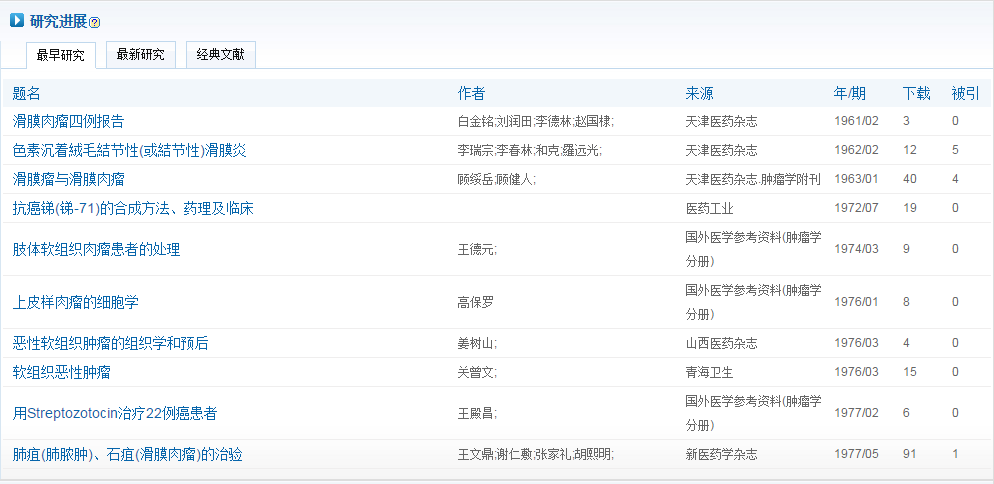 研究进展?
最早研究 最新研究 经典文献
题名 作者 来源 年/期 下载 被引
滑膜肉瘤四例报告 白金铭;刘润田;李德林;赵国棣; 天津医药杂志 1961/02 3 0
色素沉着絨毛結节性(或結节性)滑膜炎 李瑞宗;李春林;和克;羅远光; 天津医药杂志 1962/02 12 5
滑膜瘤与滑膜肉瘤 顾绥岳;顾健人; 天津医药杂志.肿瘤学附刊 1963/01 40 4
抗癌锑(锑-71)的合成方法、药理及临床 医药工业 1972/07 19 0
肢体软组织肉瘤患者的处理 王德元; 国外医学参考资料(肿瘤学分册) 1974/03 9 0
上皮样肉瘤的细胞学 高保罗 国外医学参考资料(肿瘤学分册) 1976/01 8 0
恶性软组织肿瘤的组织学和预后 姜树山; 山西医药杂志 1976/03 4 0
软组织恶性肿瘤 关曾文; 青海卫生 1976/03 15 0
用Streptozotocin治疗22例癌患者 王殿昌; 国外医学参考资料(肿瘤学分册) 1977/02 6 0
肺疽(肺脓肿)、石疽(滑膜肉瘤)的治验 王文鼎;谢仁敷;张家礼;胡熙明; 新医药学杂志 1977/05 91 1